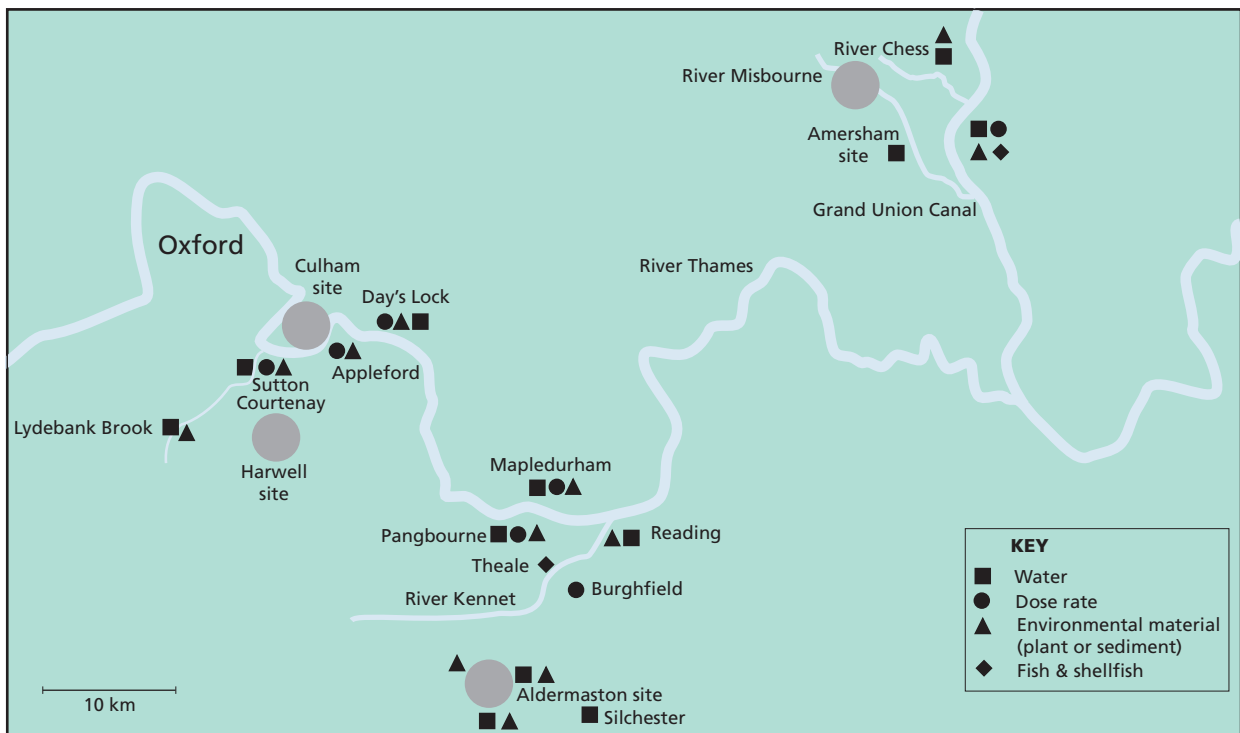 River Chess
River Misbourne
Amersham
site
Grand Union Canal
Oxford
Culham
site
River Thames
Day's Lock
Appleford
Sutton
Courtenay
Lydebank Brook
Harwell
site
Mapledurham
Pangbourne
Reading
Theale
Burghfield
River Kennet
Aldermaston site
Silchester
10 km
KEY
Water
Dose rate
Environmental material
(plant or sediment)
Fish & shellfish